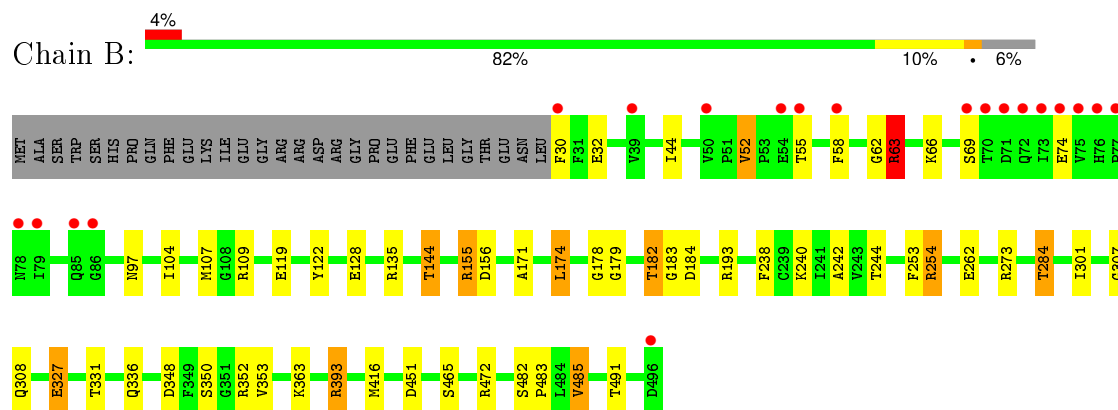 4%
Chain B:
82% 10% • 6%
MET ALA SER TRP SER HIS PRO GLN PHE GLU LYS ILE GLU GLY ARG ARG ASP ARG GLY PRO GLU PHE GLU LEU GLY THR GLU ASN LEU F30 F31 E32 V39 I44 V50 P51 V52 P53 E54 T55 F58 G62 R63 K66 S69 T70 D71 Q72 I73 E74 V75 H76
N78 I79 Q85 G86 N97 I104 M107 G108 R109 E119 Y122 E128 R135 T144 R155 D156 A171 L174 G178 G179 T182 G183 D184 R193 F238 C239 K240 I241 A242 V243 T244 F253 R254 E262 R273 T284 I301
Q308 E327 T331 Q336 D348 F349 S350 G351 R352 V353 K363 R393 M416 D451 S465 R472 S482 P483 L484 V485 T491 D496